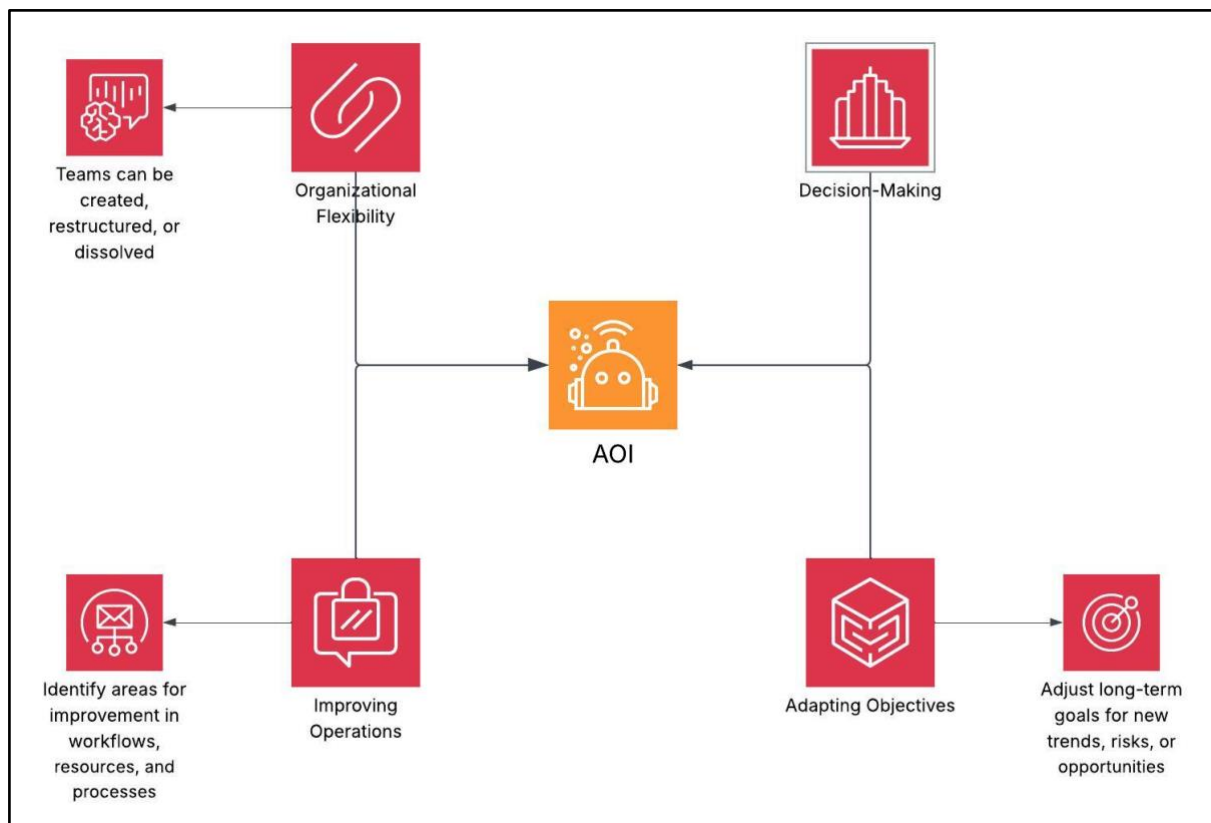 Teams can be
created,
restructured, or
dissolved
Organizational
Flexibility
Decision-Making
AOI
Identify areas for
improvement in
workflows,
resources, and
processes
Improving
Operations
Adapting Objectives
Adjust long-term
goals for new
trends, risks, or
opportunities